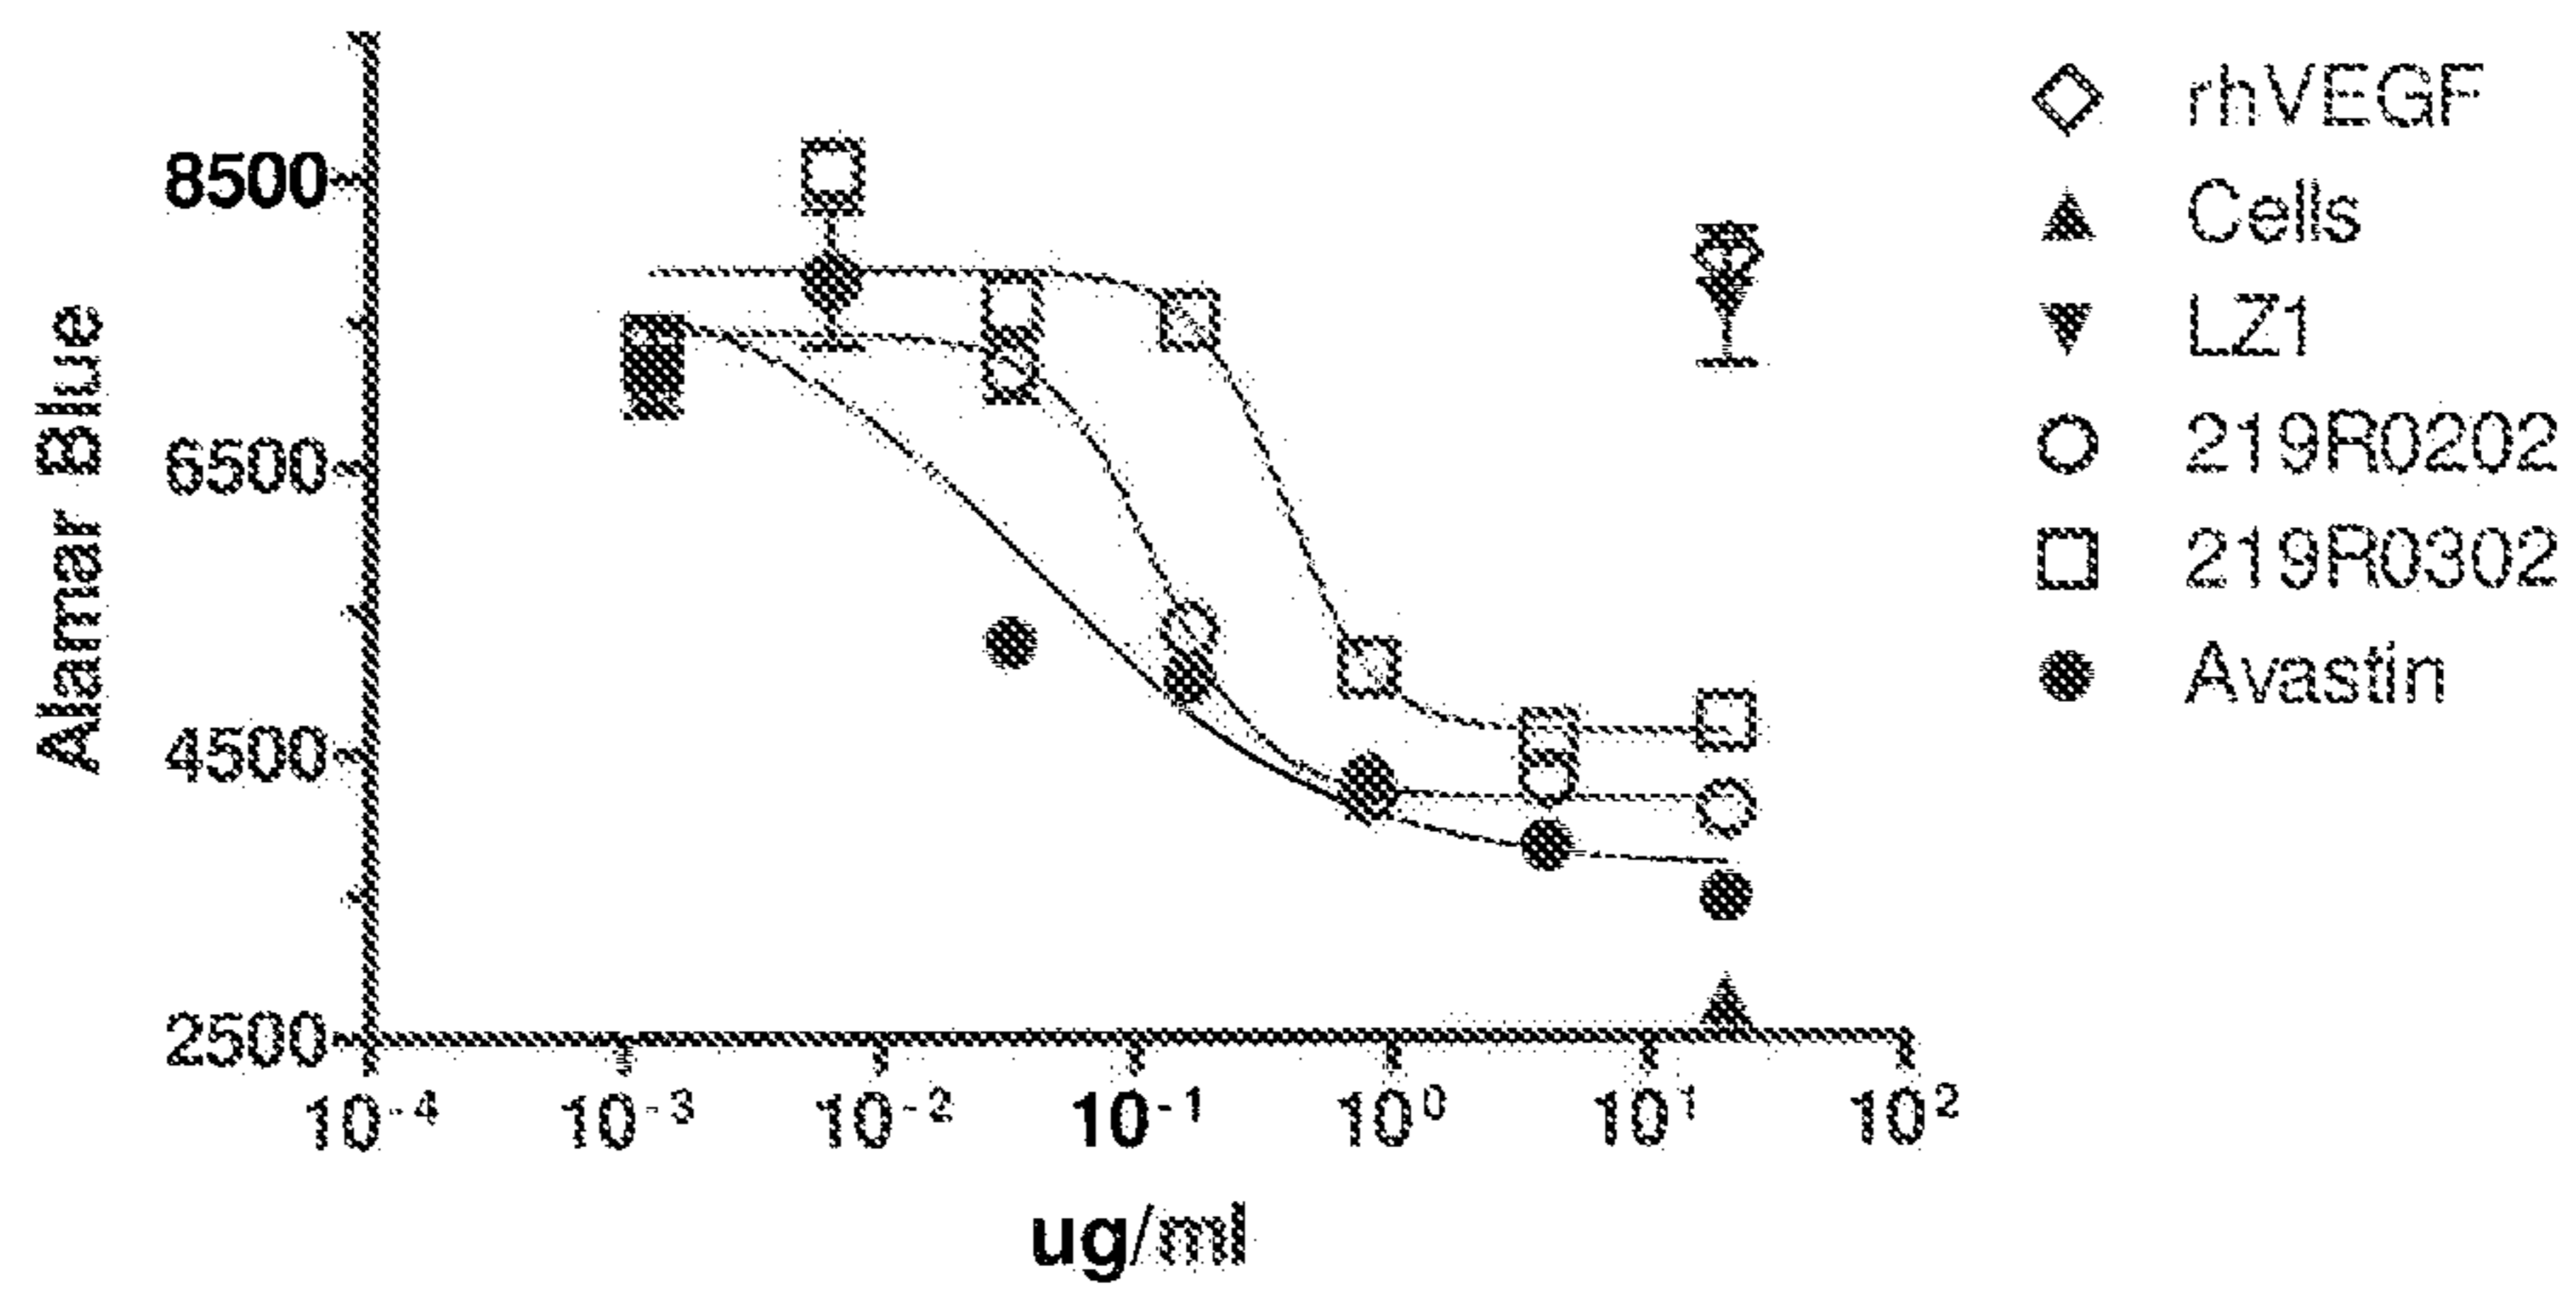 Alamar Blue
8500
6500
4500
2500
10⁻⁴ 10⁻³ 10⁻² 10⁻¹ 10⁰ 10¹ 10²
ug/ml
rhVEGF
Cells
LZ1
219R0202
219R0302
Avastin